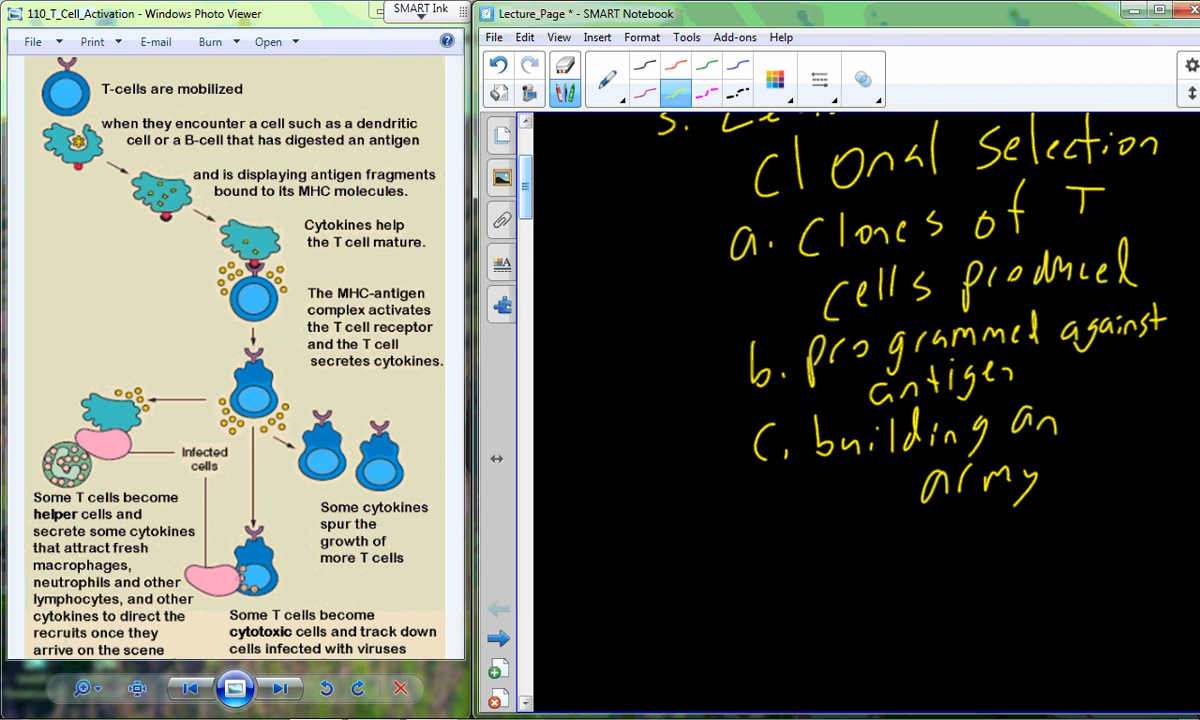 110_T_Cell_Activation - Windows Photo Viewer
SMART Ink
File Print E-mail Burn Open
T-cells are mobilized
when they encounter a cell such as a dendritic
cell or a B-cell that has digested an antigen
and is displaying antigen fragments
bound to its MHC molecules.
Cytokines help
the T cell mature.
The MHC-antigen
complex activates
the T cell receptor
and the T cell
secretes cytokines.
Infected
cells
Some T cells become
helper cells and
secrete some cytokines
that attract fresh
macrophages,
neutrophils and other
lymphocytes, and other
cytokines to direct the
recruits once they
arrive on the scene
Some cytokines
spur the
growth of
more T cells
Some T cells become
cytotoxic cells and track down
cells infected with viruses
Lecture_Page * - SMART Notebook
File Edit View Insert Format Tools Add-ons Help
Clonal selection
a. Clones of T
cells produced
b. programmed against
antigen
c. building an
army